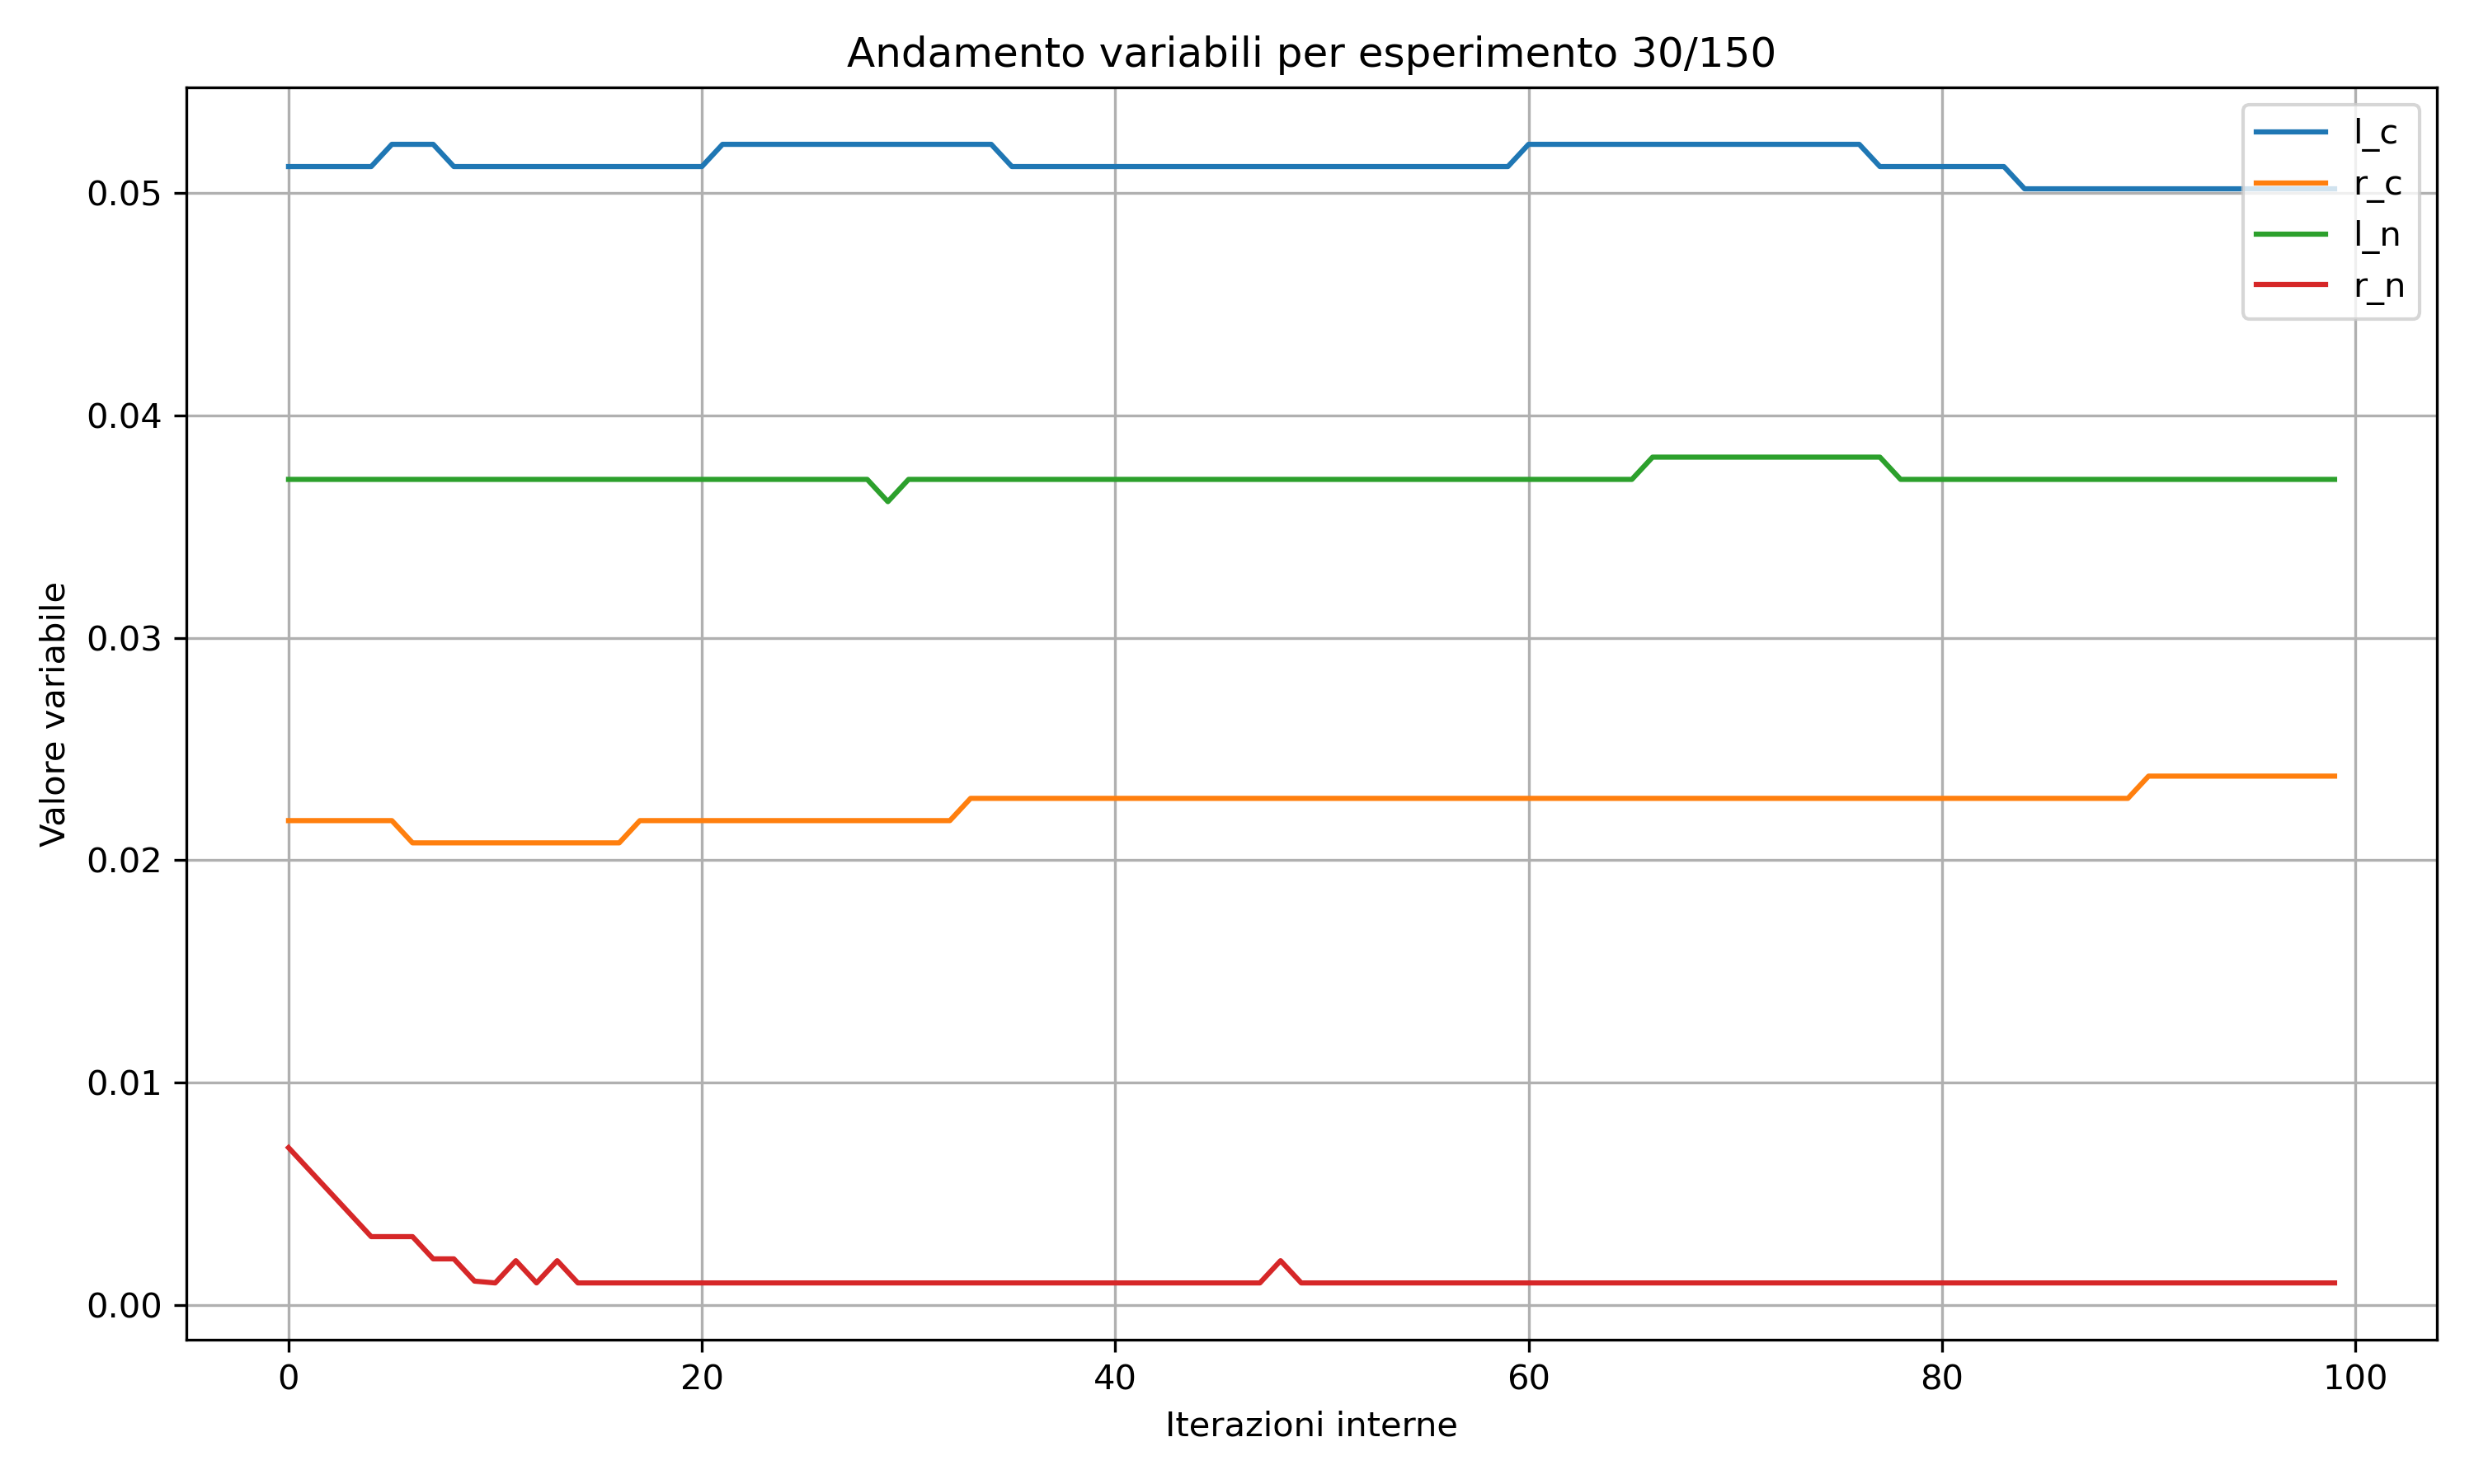 Andamento variabili per esperimento 30/150
l_c
r_c
l_n
r_n
Valore variabile
0.05
0.04
0.03
0.02
0.01
0.00
0 20 40 60 80 100
Iterazioni interne